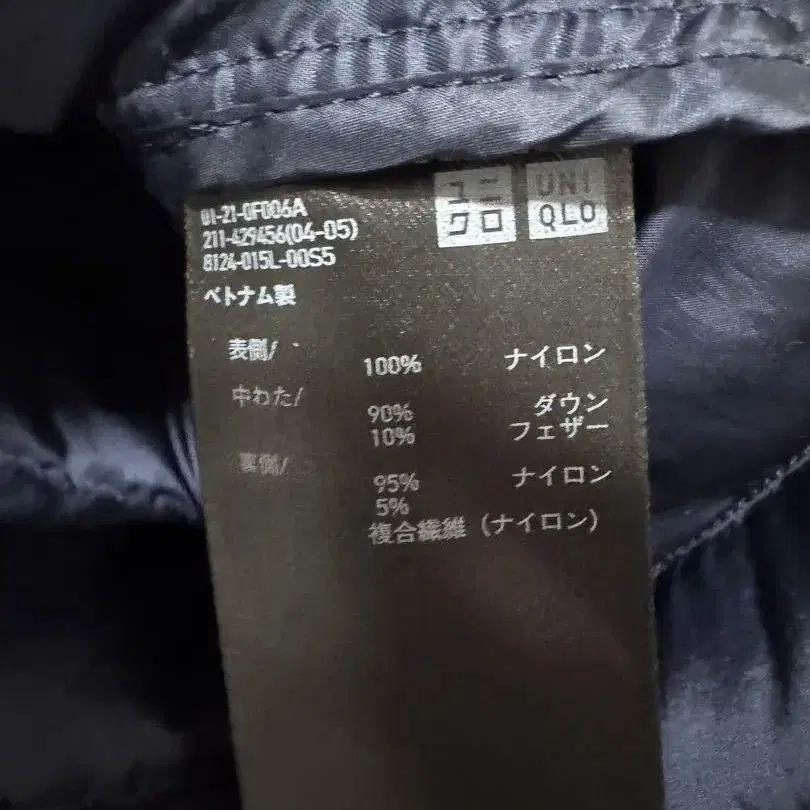 ユニ
クロ
UNI
QLO
01-21-0F006A
211-429456(04-05)
8124-015L-00S5
ベトナム製
表側/
100% ナイロン
中わた/
90% ダウン
10% フェザー
裏側/
95% ナイロン
5%
複合繊維 (ナイロン)